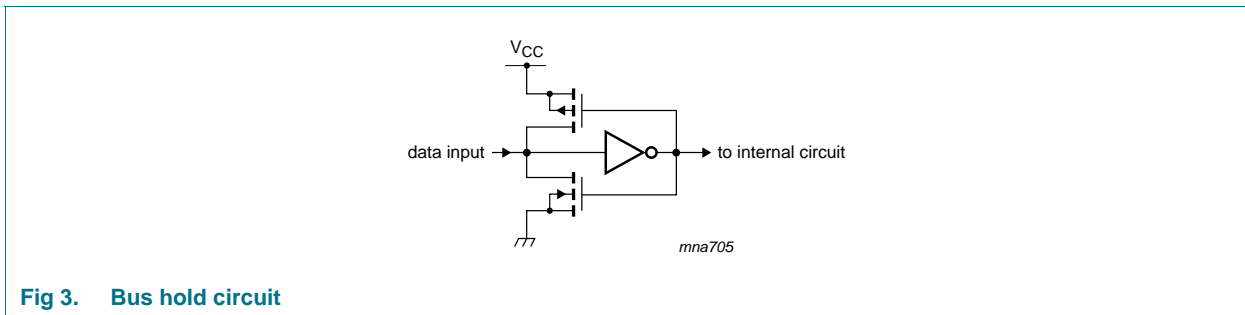 VCC
data input
to internal circuit
mna705
Fig 3. Bus hold circuit